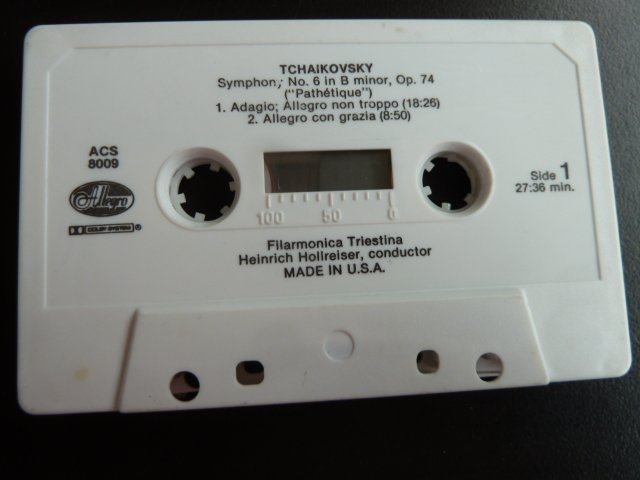 TCHAIKOVSKY
Symphony No. 6 in B minor, Op. 74
("Pathétique")
1. Adagio; Allegro non troppo (18:26)
2. Allegro con grazia (8:50)
ACS
8009
Allegro
DOLBY SYSTEM ®
100 50 0
Side 1
27:36 min.
Filarmonica Triestina
Heinrich Hollreiser, conductor
MADE IN U.S.A.